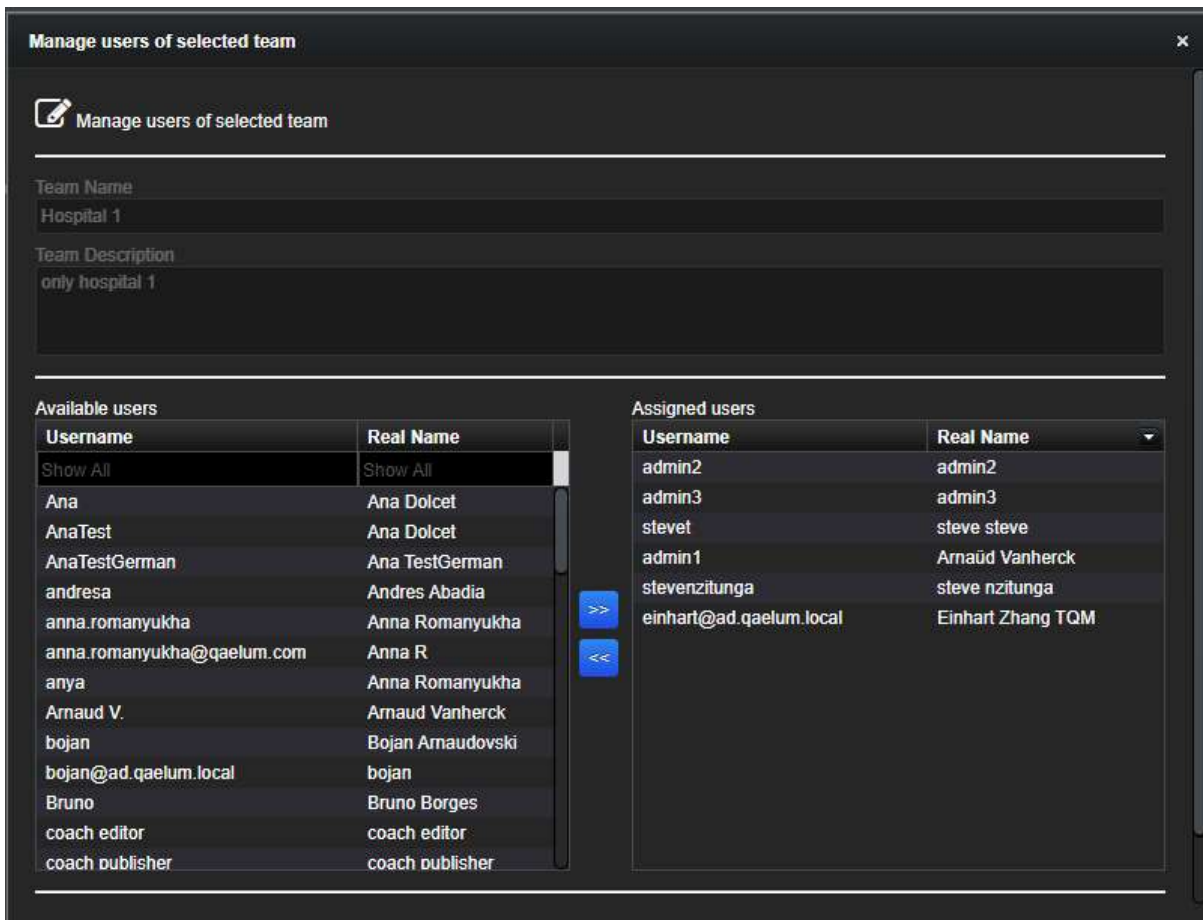 Manage users of selected team ×
Manage users of selected team
Team Name
Hospital 1
Team Description
only hospital 1
Available users
Username Real Name
Show All Show All
Ana Ana Dolcet
AnaTest Ana Dolcet
AnaTestGerman Ana TestGerman
andresa Andres Abadia
anna.romanyukha Anna Romanyukha
anna.romanyukha@qaelum.com Anna R
anya Anna Romanyukha
Arnaud V. Arnaud Vanherck
bojan Bojan Arnaudovski
bojan@ad.qaelum.local bojan
Bruno Bruno Borges
coach editor coach editor
coach publisher coach publisher
>>
<<
Assigned users
Username Real Name
admin2 admin2
admin3 admin3
stevet steve steve
admin1 Arnaüd Vanherck
stevenzitunga steve nzitunga
einhart@ad.qaelum.local Einhart Zhang TQM